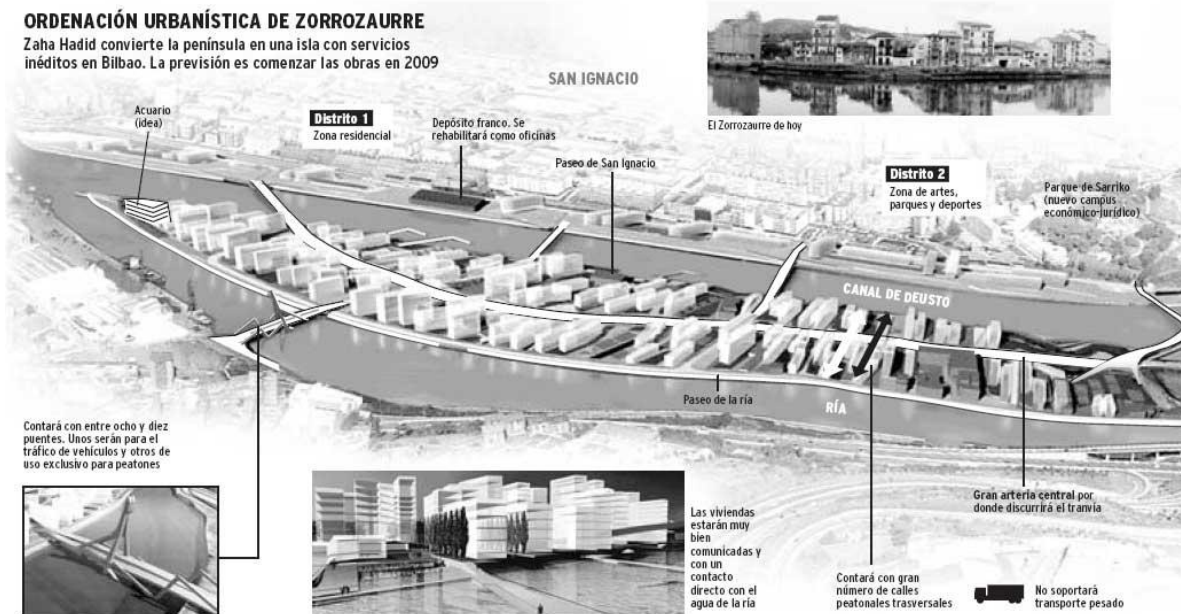 ORDENACIÓN URBANÍSTICA DE ZORROZAURRE
Zaha Hadid convierte la península en una isla con servicios
inéditos en Bilbao. La previsión es comenzar las obras en 2009
SAN IGNACIO
El Zorrozaurre de hoy
Acuario
(idea)
Distrito 1
Zona residencial
Depósito franco. Se
rehabilitará como oficinas
Paseo de San Ignacio
Distrito 2
Zona de artes,
parques y deportes
Parque de Sarriko
(nuevo campus
económico-jurídico)
CANAL DE DEUSTO
Paseo de la ría
RÍA
Contará con entre ocho y diez
puentes. Unos serán para el
tráfico de vehículos y otros de
uso exclusivo para peatones
Las viviendas
estarán muy
bien
comunicadas y
con un
contacto
directo con el
agua de la ría
Gran arteria central por
donde discurrirá el tranvia
Contará con gran
número de calles
peatonales trasversales
No soportará
transporte pesado